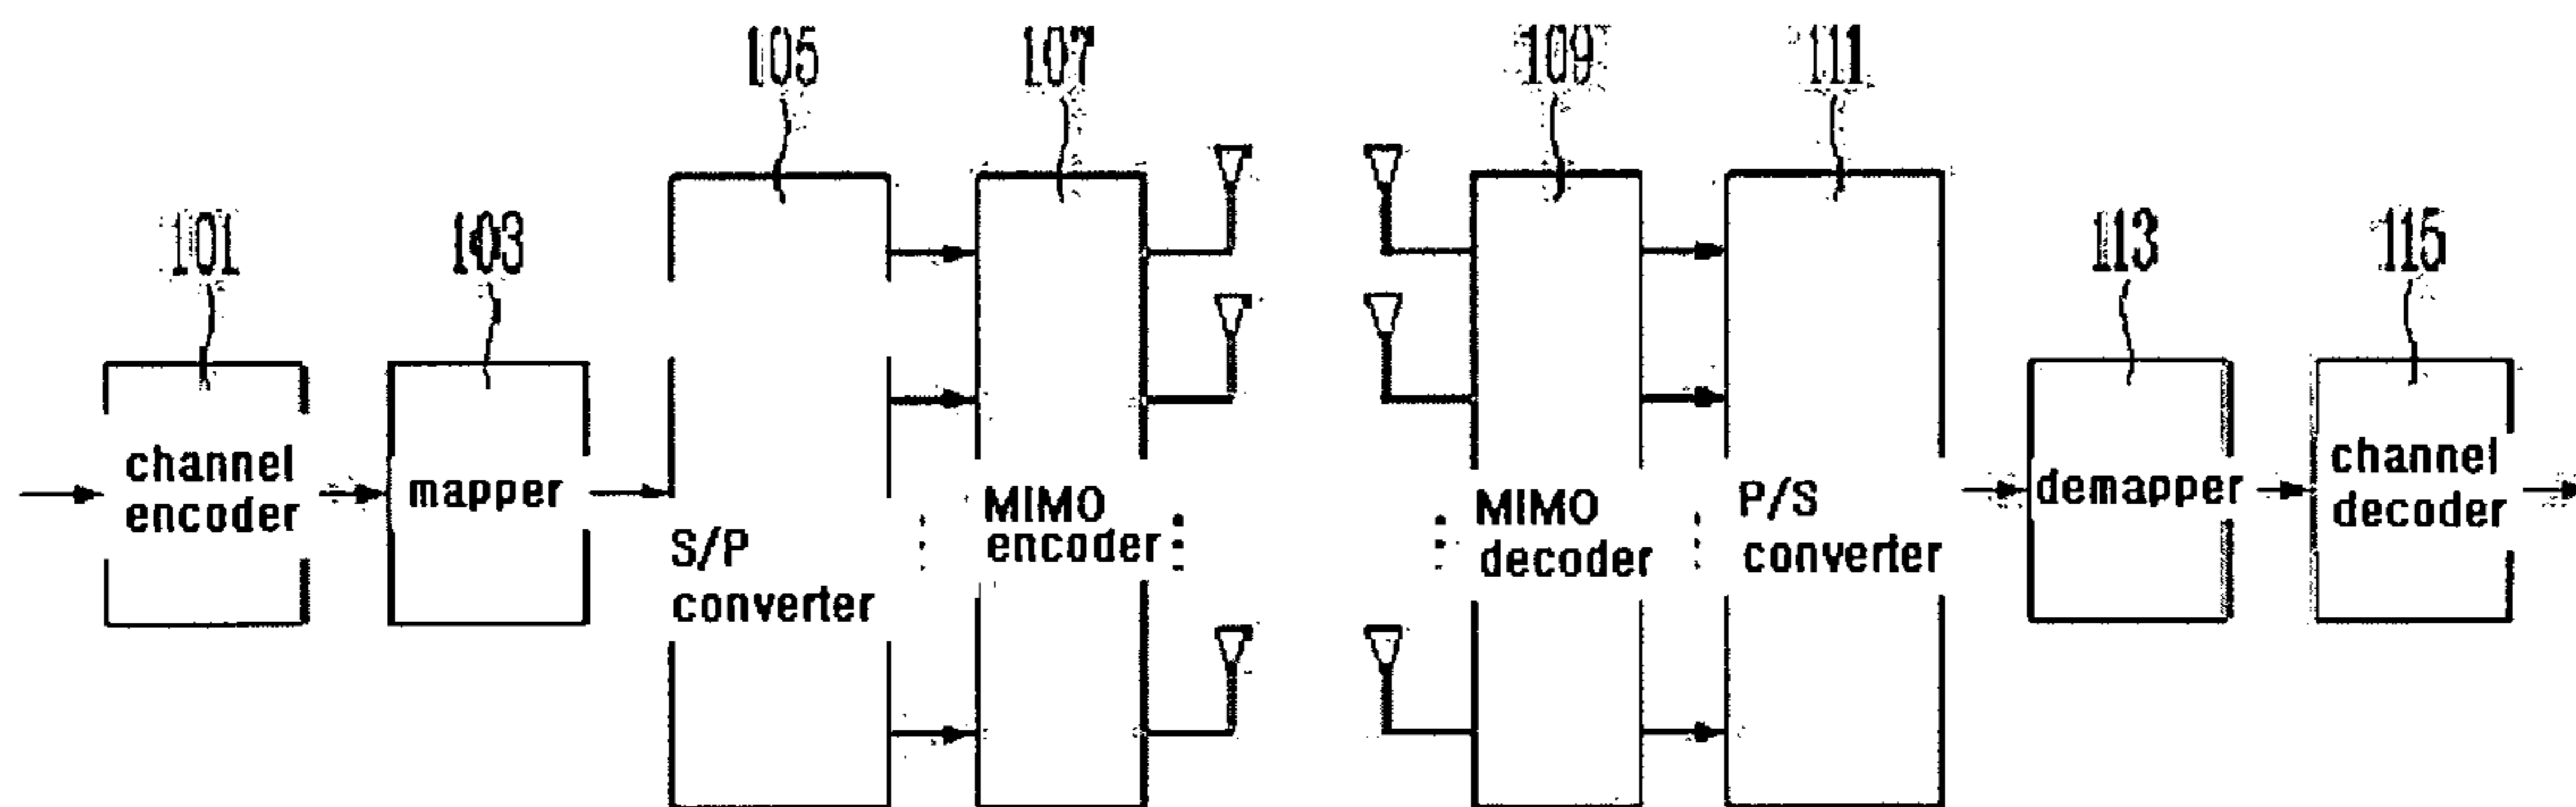 105 107 109 111
101 103 113 115
channel
encoder
mapper
S/P
converter
MIMO
encoder
MIMO
decoder
P/S
converter
demapper
channel
decoder